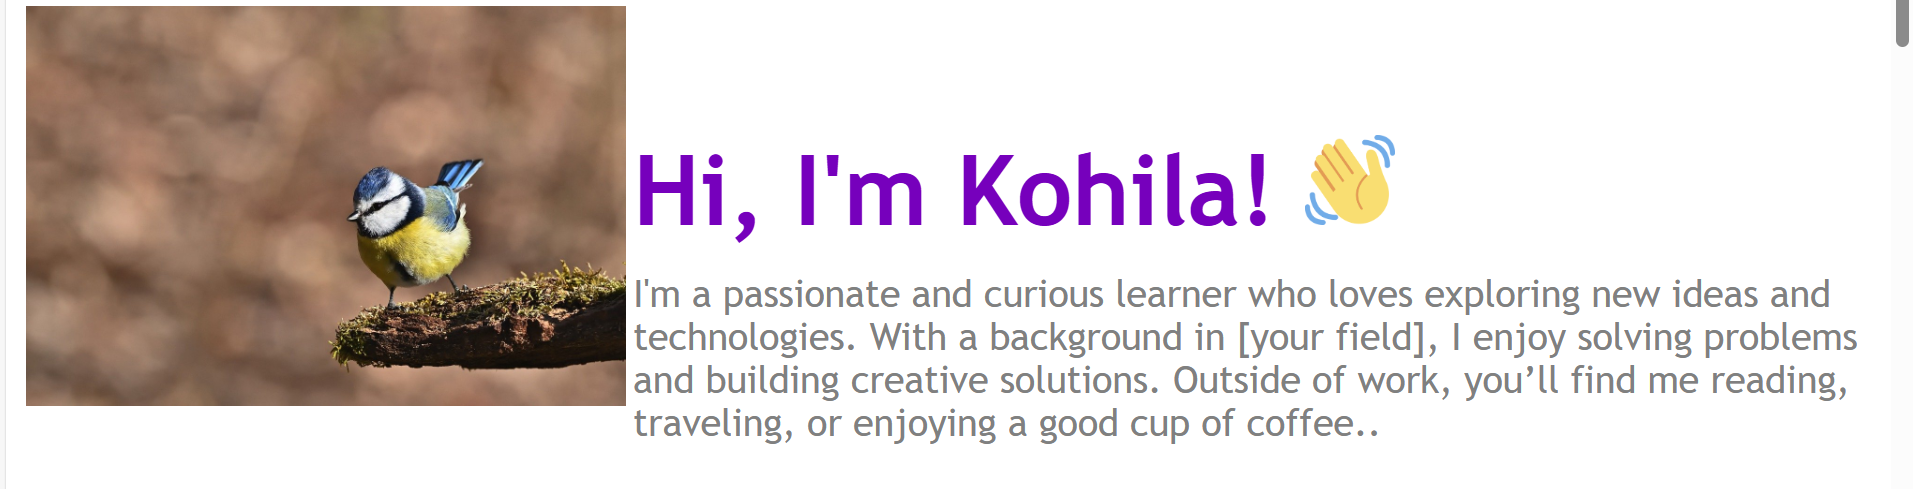 Hi, I'm Kohila! 👋
I'm a passionate and curious learner who loves exploring new ideas and
technologies. With a background in [your field], I enjoy solving problems
and building creative solutions. Outside of work, you’ll find me reading,
traveling, or enjoying a good cup of coffee..